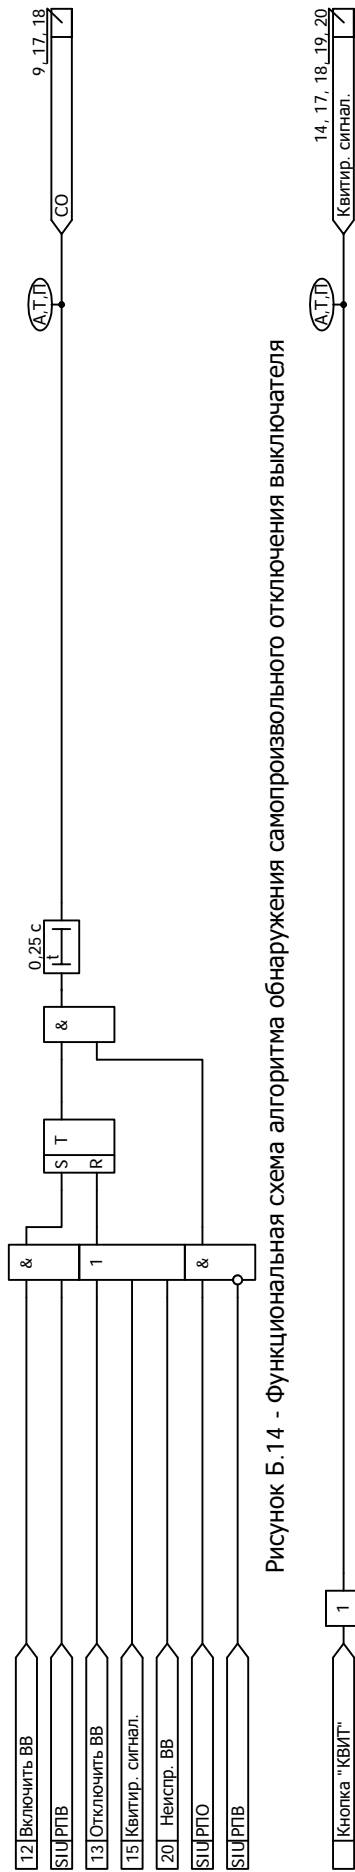 12 Включить ВВ
SIU РПВ
13 Отключить ВВ
15 Квитир. сигнал.
20 Неиспр. ВВ
SIU РПО
SIU РПВ
&
1
&
S T
R
&
0,25 с
t
А,Т,П
СО
9, 17, 18
Рисунок Б.14 - Функциональная схема алгоритма обнаружения самопроизвольного отключения выключателя
Кнопка "КВИТ"
1
А,Т,П
Квитир. сигнал.
14, 17, 18, 19, 20